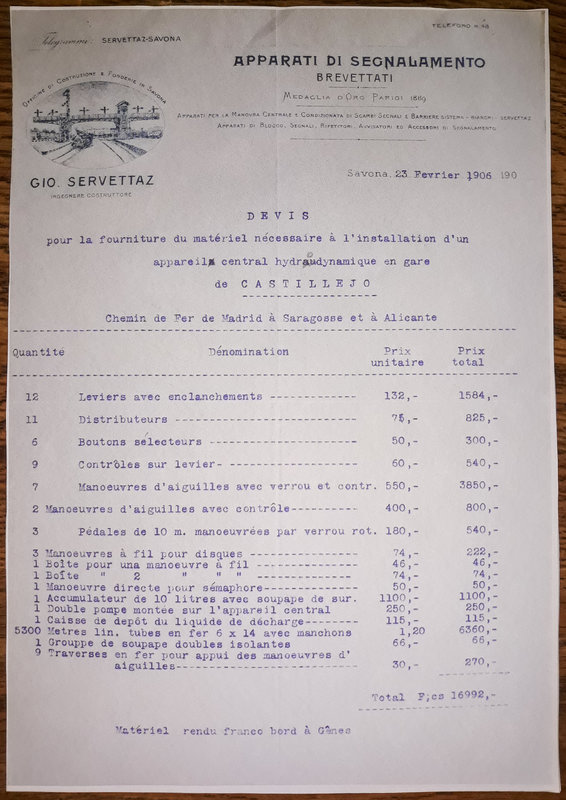 Telegrammi: SERVETTAZ-SAVONA
TELEFONO N. 48
OFFICINE DI COSTRUZIONE E FONDERIE IN SAVONA
GIO. SERVETTAZ
INGEGNERE COSTRUTTORE
APPARATI DI SEGNALAMENTO
BREVETTATI
MEDAGLIA D'ORO PARIGI 1889
APPARATI PER LA MANOVRA CENTRALE E CONDIZIONATA DI SCAMBI SEGNALI E BARRIERE SISTEMA - BIANCHI - SERVETTAZ
APPARATI DI BLOCCO, SEGNALI, RIPETITORI, AVVISATORI ED ACCESSORI DI SEGNALAMENTO
Savona, 23 Fevrier 1906 190
DEVIS
pour la fourniture du matériel nécessaire à l'installation d'un
appareil central hydraudynamique en gare
de CASTILLEJO
Chemin de Fer de Madrid à Saragosse et à Alicante
Quantité Dénomination Prix unitaire Prix total
12 Leviers avec enclanchements ------------ 132,- 1584,-
11 Distributeurs -------------------------- 75,- 825,-
6 Boutons sélecteurs --------------------- 50,- 300,-
9 Contrôles sur levier- ------------------ 60,- 540,-
7 Manoeuvres d'aiguilles avec verrou et contr. 550,- 3850,-
2 Manoeuvres d'aiguilles avec contrôle---------- 400,- 800,-
3 Pédales de 10 m. manoeuvrées par verrou rot. 180,- 540,-
3 Manoeuvres à fil pour disques -------------- 74,- 222,-
1 Boîte pour una manoeuvre à fil ------------- 46,- 46,-
1 Boîte " 2 " " " ------------- 74,- 74,-
1 Manoeuvre directe pour sémaphore------------ 50,- 50,-
1 Accumulateur de 10 litres avec soupape de sur. 1100,- 1100,-
1 Double pompe montée sur l'appareil central 250,- 250,-
1 Caisse de depôt du liquide de décharge------- 115,- 115,-
5300 Metres lin. tubes en fer 6 x 14 avec manchons 1,20 6360,-
1 Grouppe de soupape doubles isolantes 66,- 66,-
9 Traverses en fer pour appui des manoeuvres d'
aiguilles------------------------ 30,- 270,-
Total F;cs 16992,-
Matériel rendu franco bord à Gênes